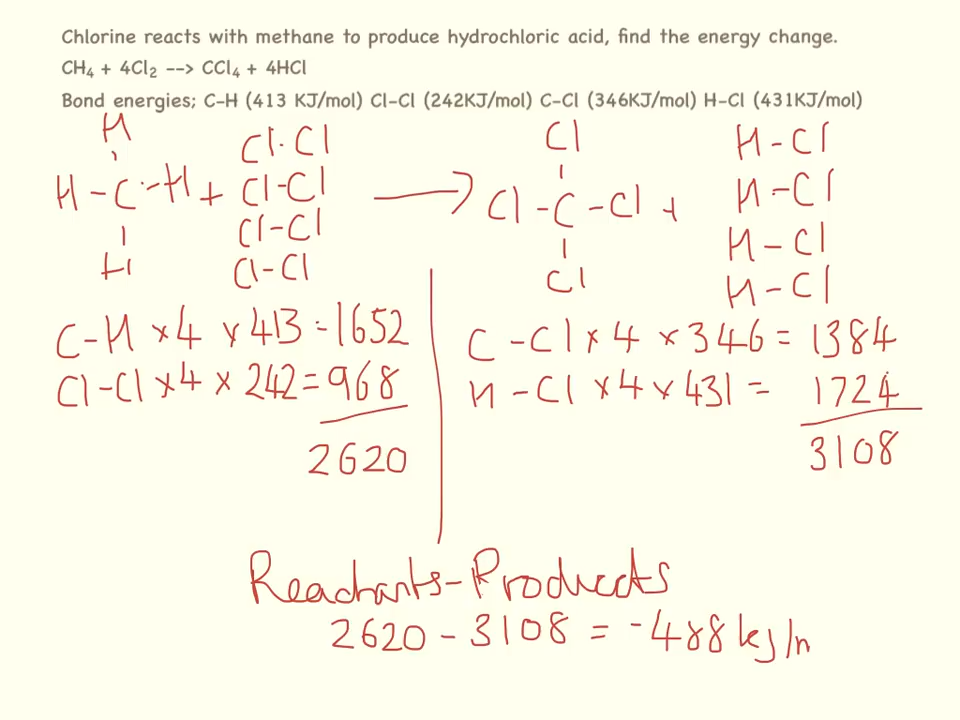 Chlorine reacts with methane to produce hydrochloric acid, find the energy change.
CH₄ + 4Cl₂ --> CCl₄ + 4HCl
Bond energies; C-H (413 KJ/mol) Cl-Cl (242KJ/mol) C-Cl (346KJ/mol) H-Cl (431KJ/mol)
H Cl-Cl Cl H-Cl
H-C-H + Cl-Cl → Cl-C-Cl + H-Cl
Cl-Cl H-Cl
H Cl-Cl Cl H-Cl
C-H x4 x413 = 1652 C-Cl x 4 x 346 = 1384
Cl-Cl x4 x 242 = 968 H-Cl x4 x 431 = 1724
2620 3108
Reactants-Products
2620 - 3108 = -488 kJ/m